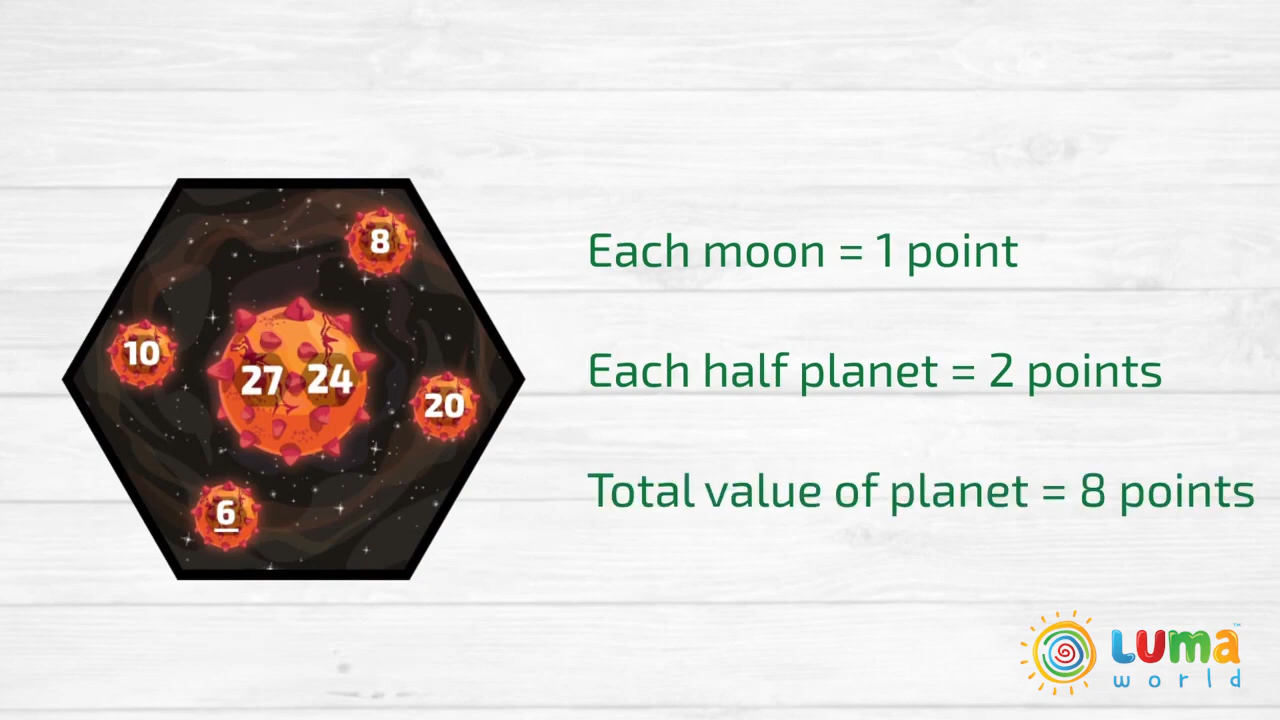 8
10
27 24
20
6
Each moon = 1 point
Each half planet = 2 points
Total value of planet = 8 points
LUMA
world
TM